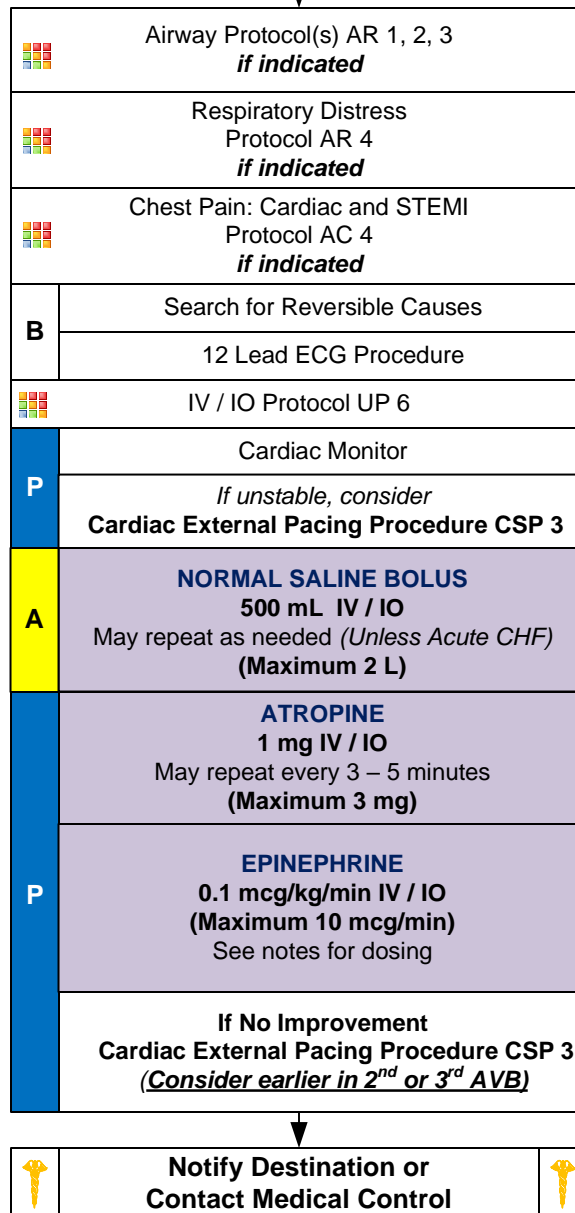 Airway Protocol(s) AR 1, 2, 3
if indicated
Respiratory Distress
Protocol AR 4
if indicated
Chest Pain: Cardiac and STEMI
Protocol AC 4
if indicated
B
Search for Reversible Causes
12 Lead ECG Procedure
IV / IO Protocol UP 6
P
Cardiac Monitor
If unstable, consider
Cardiac External Pacing Procedure CSP 3
A
NORMAL SALINE BOLUS
500 mL IV / IO
May repeat as needed (Unless Acute CHF)
(Maximum 2 L)
P
ATROPINE
1 mg IV / IO
May repeat every 3 – 5 minutes
(Maximum 3 mg)
EPINEPHRINE
0.1 mcg/kg/min IV / IO
(Maximum 10 mcg/min)
See notes for dosing
If No Improvement
Cardiac External Pacing Procedure CSP 3
(Consider earlier in 2nd or 3rd AVB)
Notify Destination or
Contact Medical Control